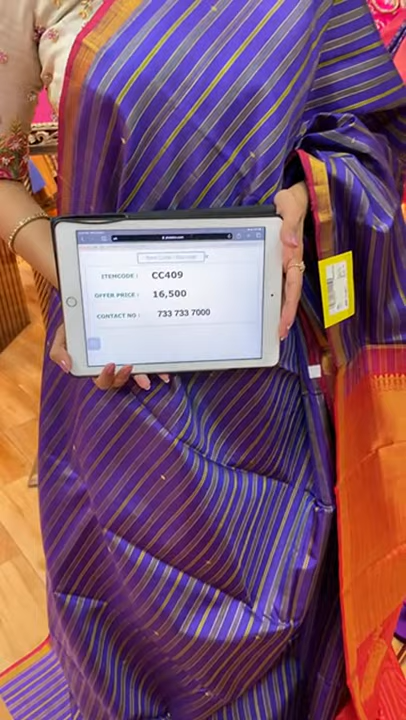 ITEMCODE : CC409
OFFER PRICE : 16,500
CONTACT NO : 733 733 7000